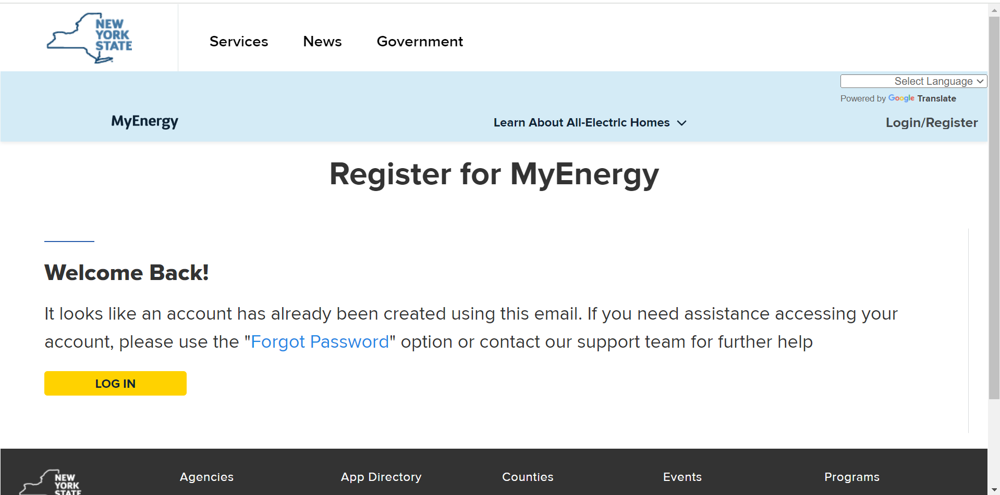 NEW
YORK
STATE
Services
News
Government
Select Language
Powered by Google Translate
MyEnergy
Learn About All-Electric Homes
Login/Register
Register for MyEnergy
Welcome Back!
It looks like an account has already been created using this email. If you need assistance accessing your
account, please use the "Forgot Password" option or contact our support team for further help
LOG IN
NEW
YORK
STATE
Agencies
App Directory
Counties
Events
Programs